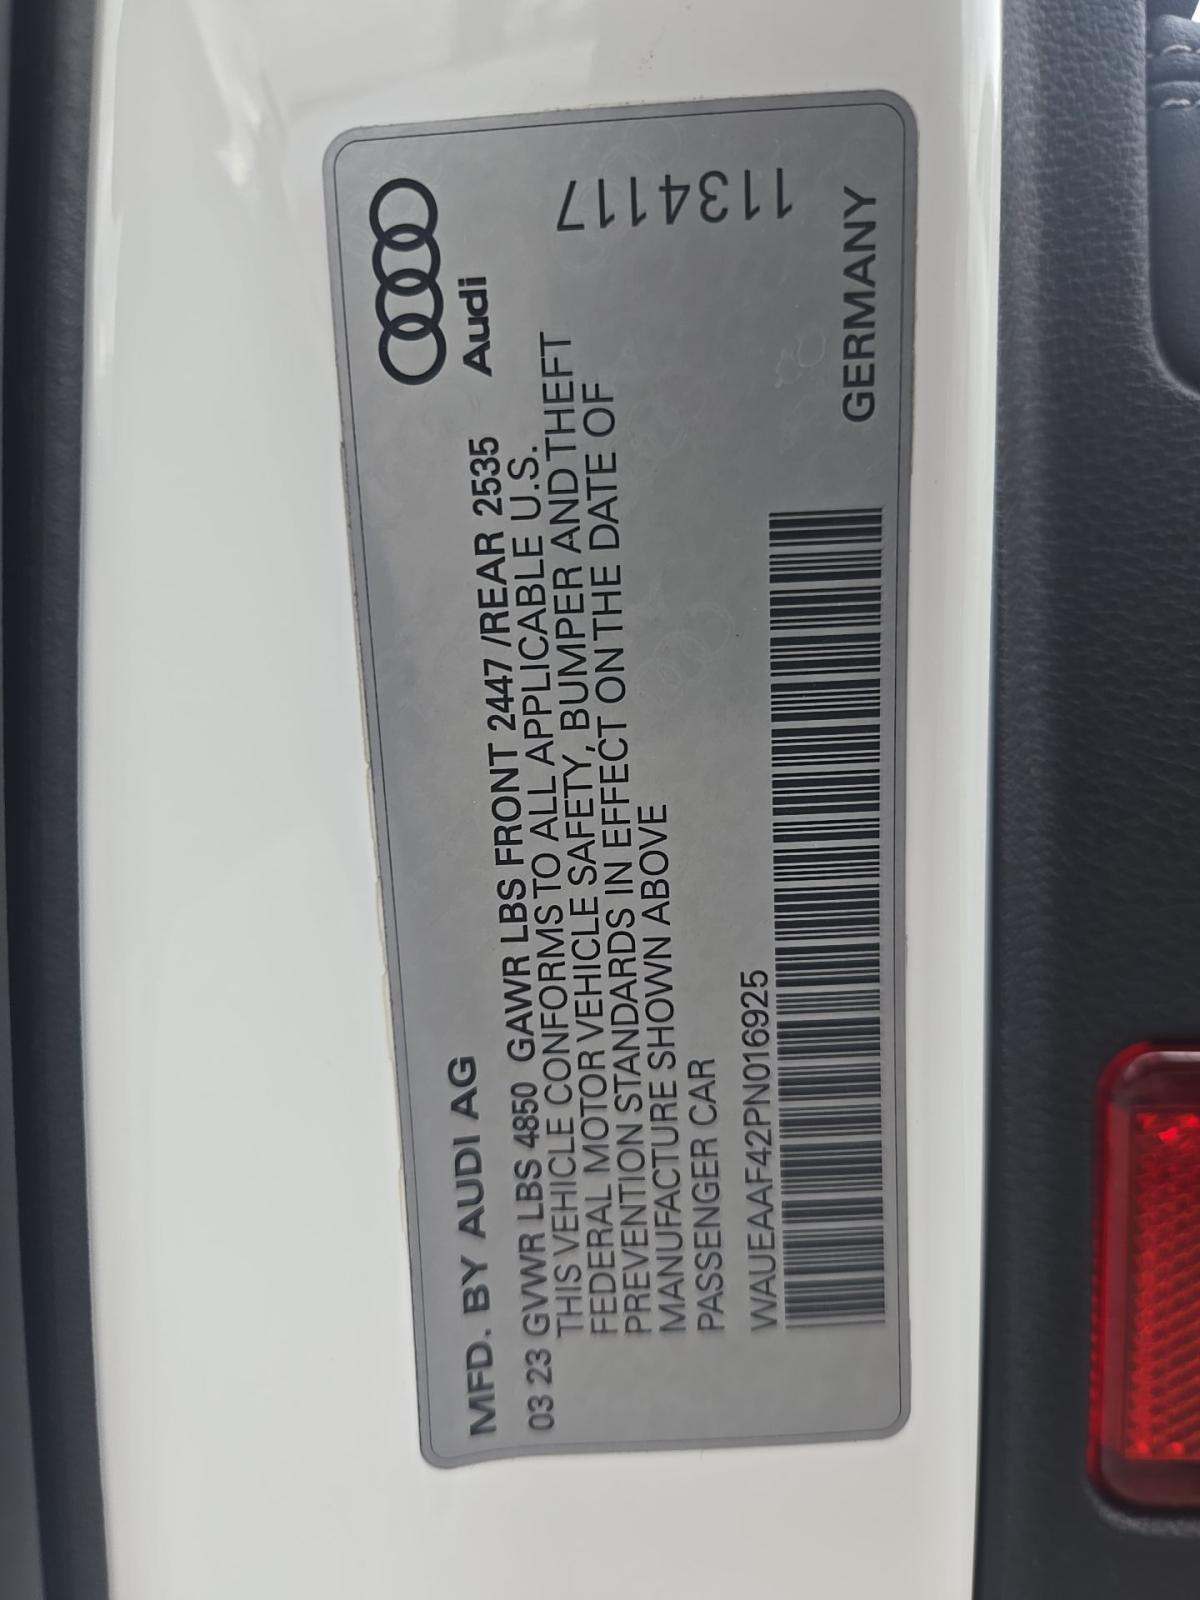 MFD. BY AUDI AG
Audi
03 23 GVWR LBS 4850 GAWR LBS FRONT 2447 /REAR 2535
THIS VEHICLE CONFORMS TO ALL APPLICABLE U.S.
FEDERAL MOTOR VEHICLE SAFETY, BUMPER AND THEFT
PREVENTION STANDARDS IN EFFECT ON THE DATE OF
MANUFACTURE SHOWN ABOVE
PASSENGER CAR
WAUEAAF42PN016925
1134117
GERMANY